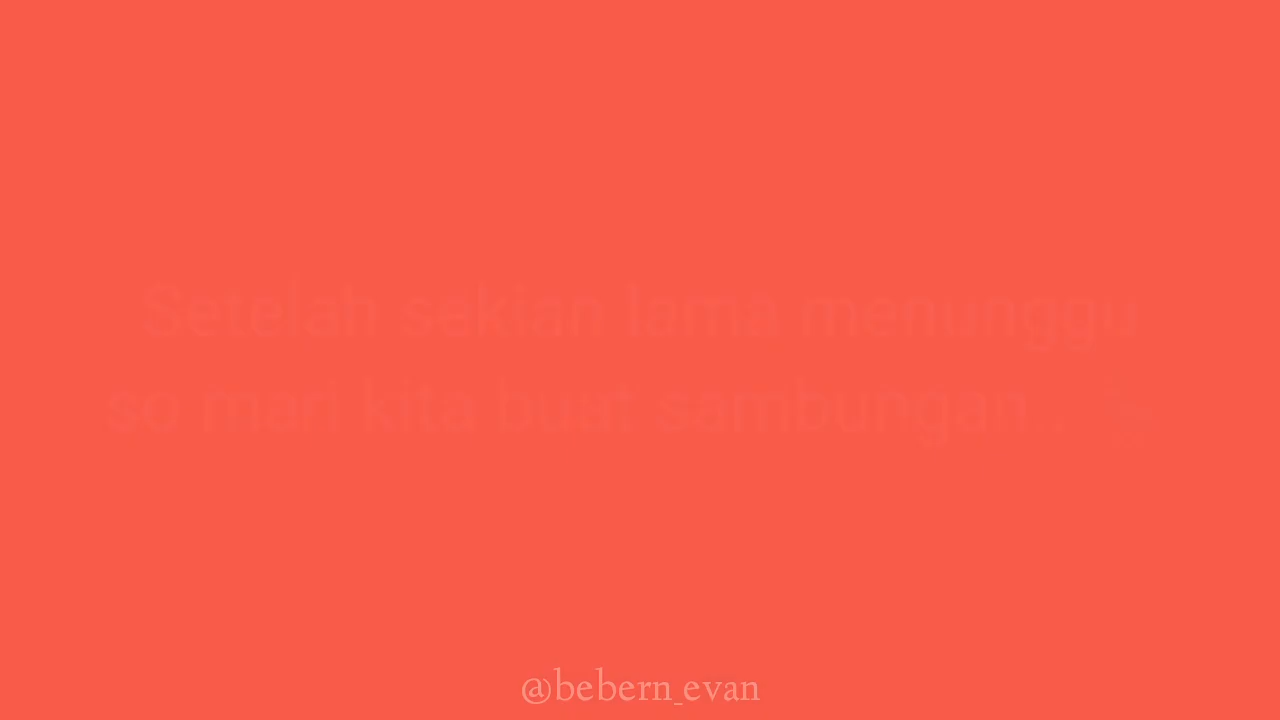 Setelah sekian lama menunggu
so mari kita buat sambungan..
@bebern_evan